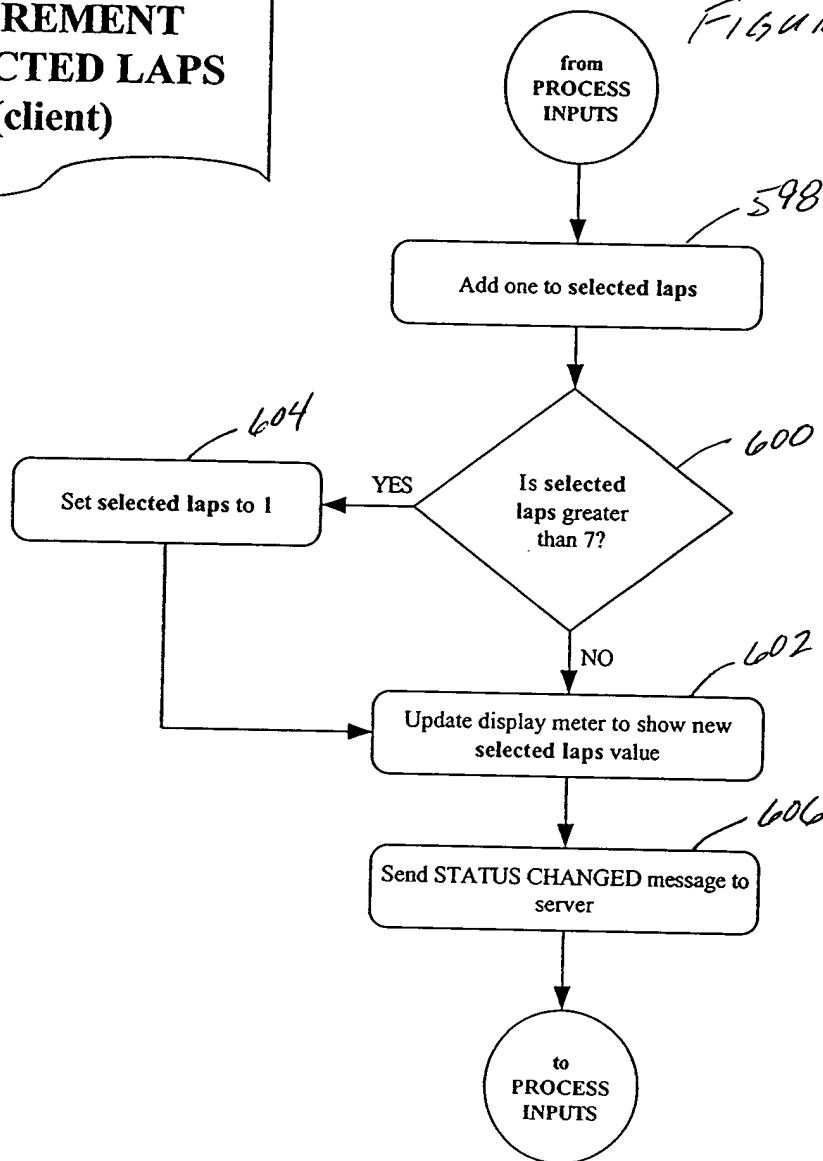 REMENT
CTED LAPS
(client)
from
PROCESS
INPUTS
598
Add one to selected laps
604
600
YES
Set selected laps to 1
Is selected
laps greater
than 7?
NO
602
Update display meter to show new
selected laps value
606
Send STATUS CHANGED message to
server
to
PROCESS
INPUTS